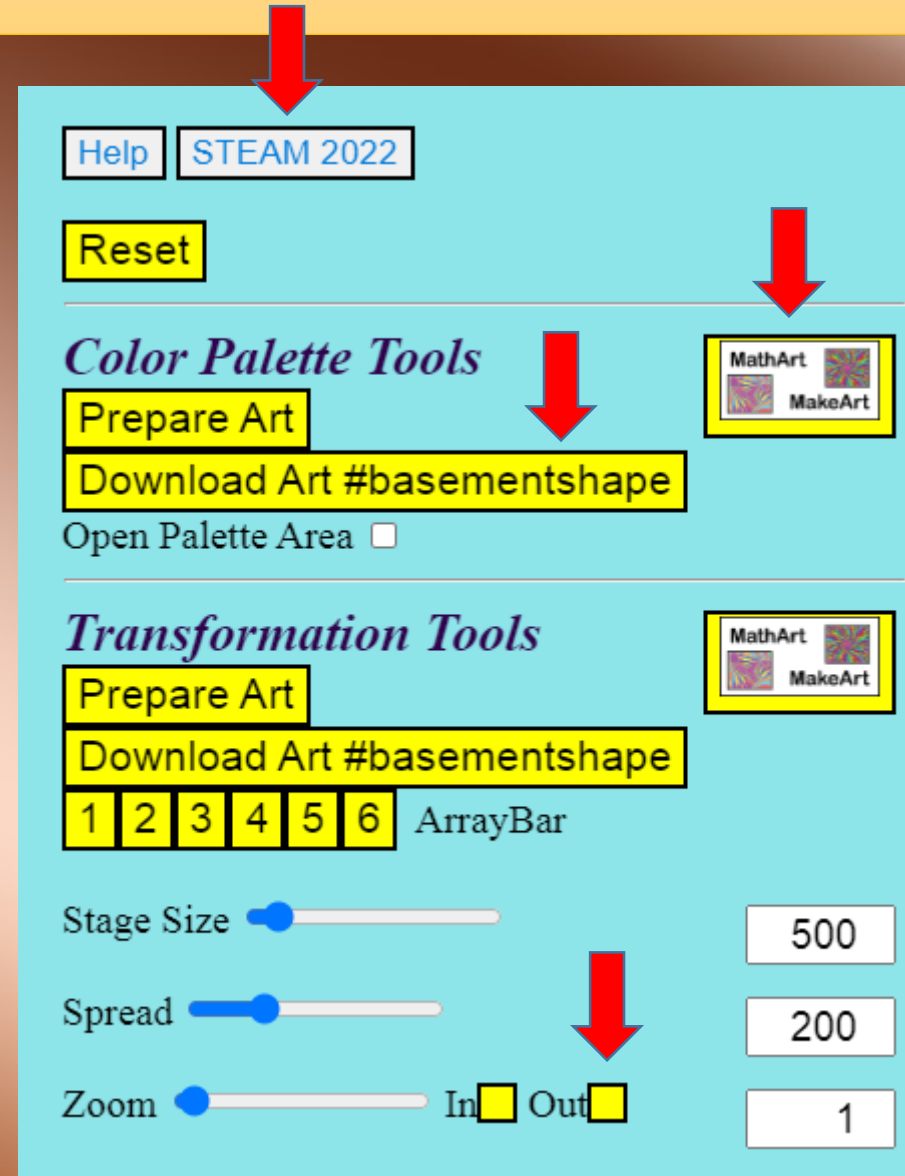 Help STEAM 2022
Reset
Color Palette Tools
MathArt
MakeArt
Prepare Art
Download Art #basementshape
Open Palette Area
Transformation Tools
MathArt
MakeArt
Prepare Art
Download Art #basementshape
1 2 3 4 5 6 ArrayBar
Stage Size 500
Spread 200
Zoom In Out 1